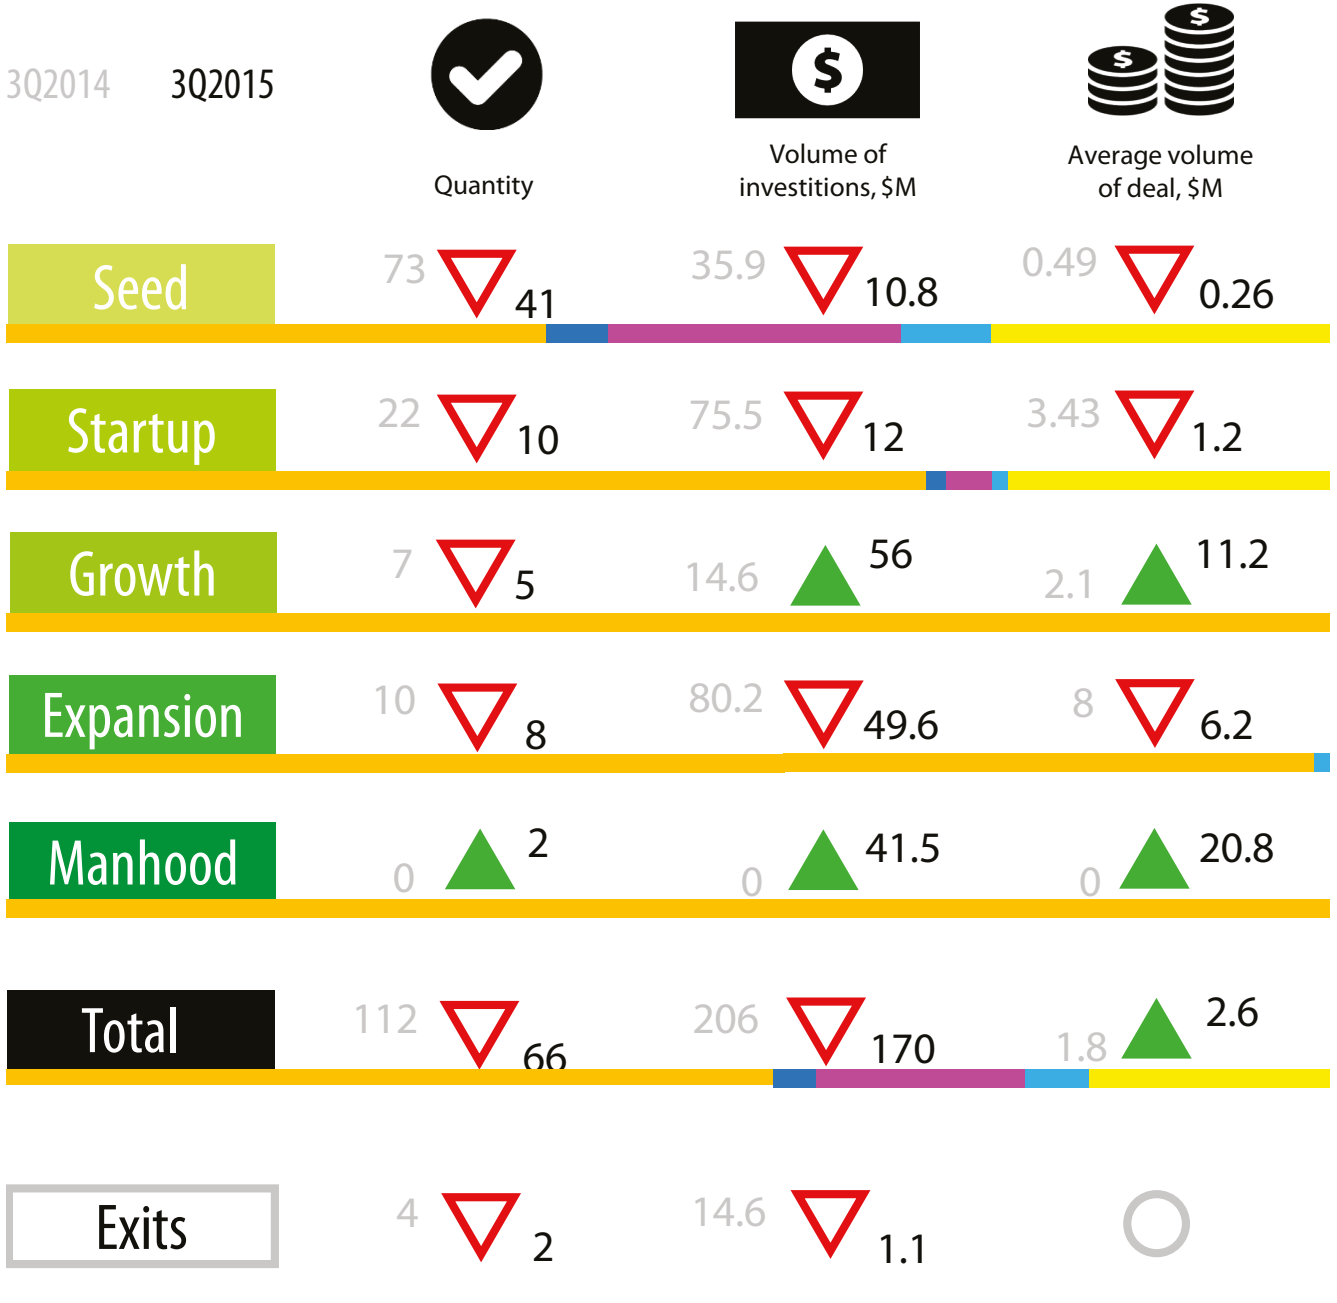 3Q2014 3Q2015
$ $ $
Quantity
Volume of
investitions, $M
Average volume
of deal, $M
Seed 73 41 35.9 10.8 0.49 0.26
Startup 22 10 75.5 12 3.43 1.2
Growth 7 5 14.6 56 2.1 11.2
Expansion 10 8 80.2 49.6 8 6.2
Manhood 0 2 0 41.5 0 20.8
Total 112 66 206 170 1.8 2.6
Exits 4 2 14.6 1.1